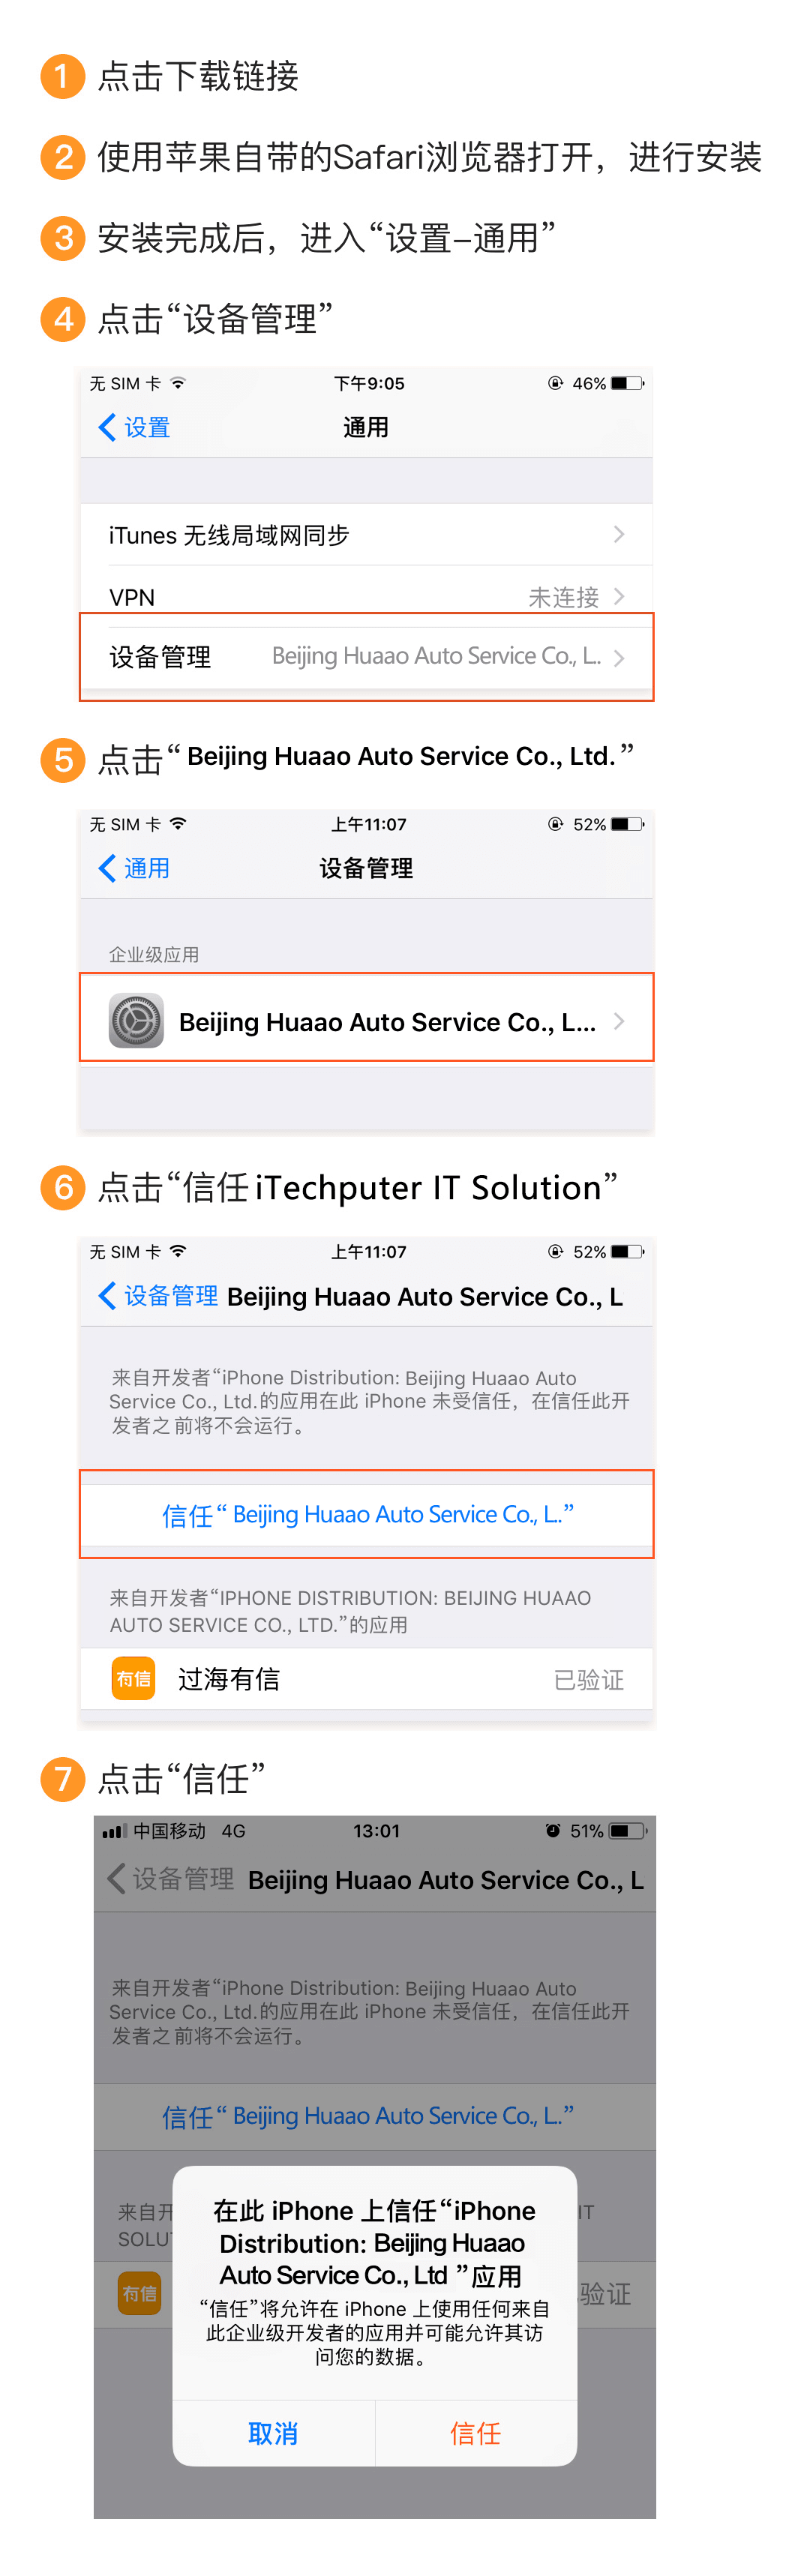 1 点击下载链接
2 使用苹果自带的Safari浏览器打开，进行安装
3 安装完成后，进入“设置–通用”
4 点击“设备管理”
无 SIM 卡 下午9:05 46%
设置 通用
iTunes 无线局域网同步
VPN 未连接
设备管理 Beijing Huaao Auto Service Co., L..
5 点击“ Beijing Huaao Auto Service Co., Ltd. ”
无 SIM 卡 上午11:07 52%
通用 设备管理
企业级应用
Beijing Huaao Auto Service Co., L...
6 点击“信任 iTechputer IT Solution”
无 SIM 卡 上午11:07 52%
设备管理 Beijing Huaao Auto Service Co., L
来自开发者“iPhone Distribution: Beijing Huaao Auto
Service Co., Ltd.的应用在此 iPhone 未受信任，在信任此开
发者之前将不会运行。
信任“ Beijing Huaao Auto Service Co., L..”
来自开发者“IPHONE DISTRIBUTION: BEIJING HUAAO
AUTO SERVICE CO., LTD.”的应用
有信 过海有信 已验证
7 点击“信任”
中国移动 4G 13:01 51%
设备管理 Beijing Huaao Auto Service Co., L
来自开发者“iPhone Distribution: Beijing Huaao Auto
Service Co., Ltd.的应用在此 iPhone 未受信任，在信任此开
发者之前将不会运行。
信任“ Beijing Huaao Auto Service Co., L..”
来自开 IT
SOLU
有信 验证
在此 iPhone 上信任“iPhone
Distribution: Beijing Huaao
Auto Service Co., Ltd ”应用
“信任”将允许在 iPhone 上使用任何来自
此企业级开发者的应用并可能允许其访
问您的数据。
取消 信任